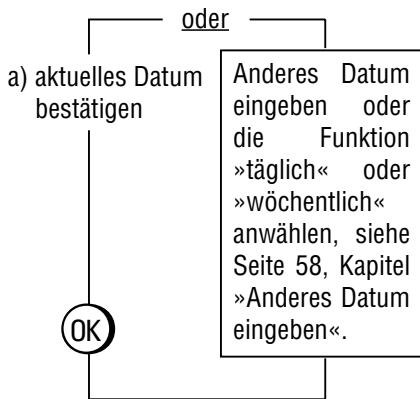 oder
a) aktuelles Datum
bestätigen
Anderes Datum
eingeben oder
die Funktion
»täglich« oder
»wöchentlich«
anwählen, siehe
Seite 58, Kapitel
»Anderes Datum
eingeben«.
OK